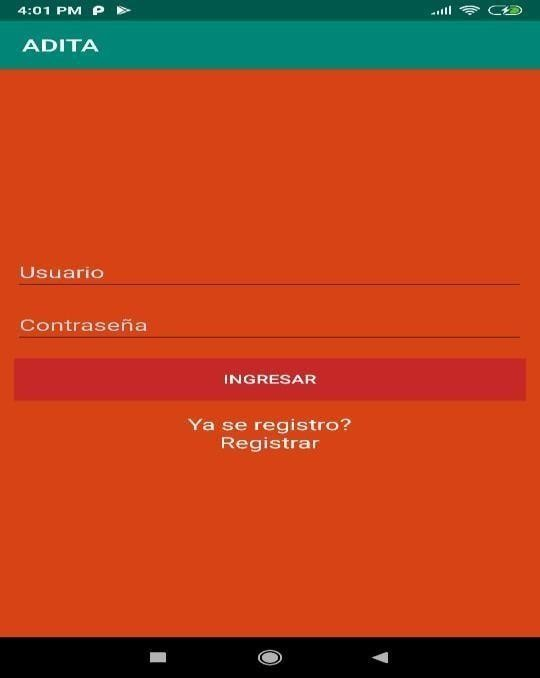 4:01 PM
ADITA
Usuario
Contraseña
INGRESAR
Ya se registro?
Registrar